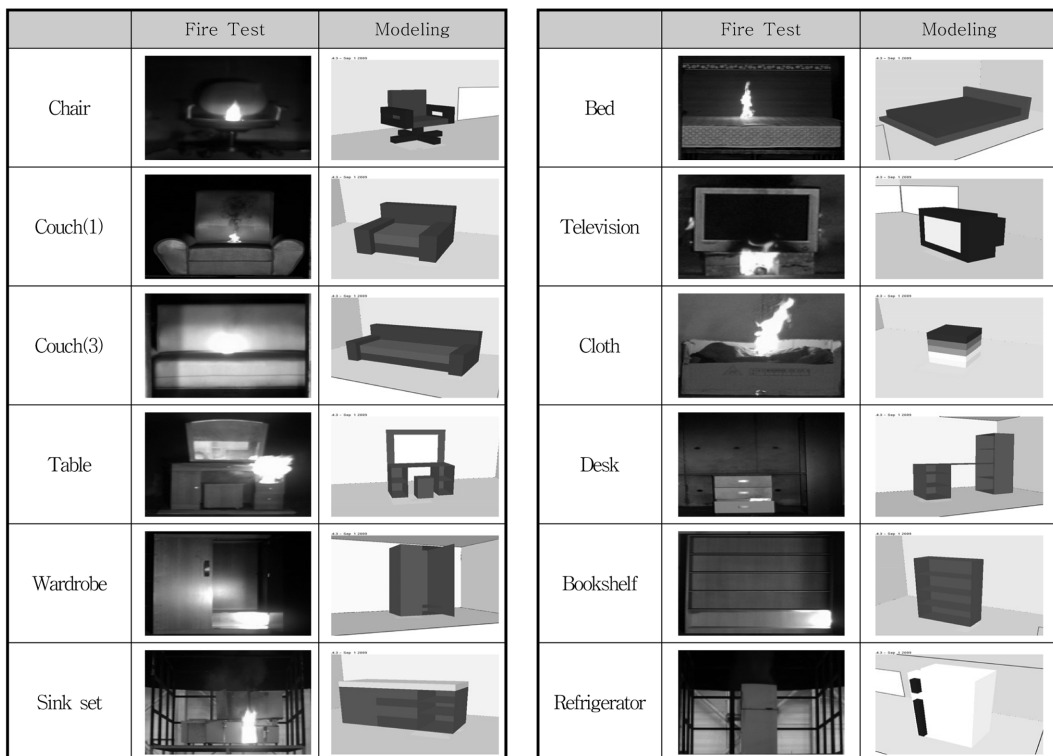 Fire Test Modeling
Chair
Couch(1)
Couch(3)
Table
Wardrobe
Sink set
Fire Test Modeling
Bed
Television
Cloth
Desk
Bookshelf
Refrigerator